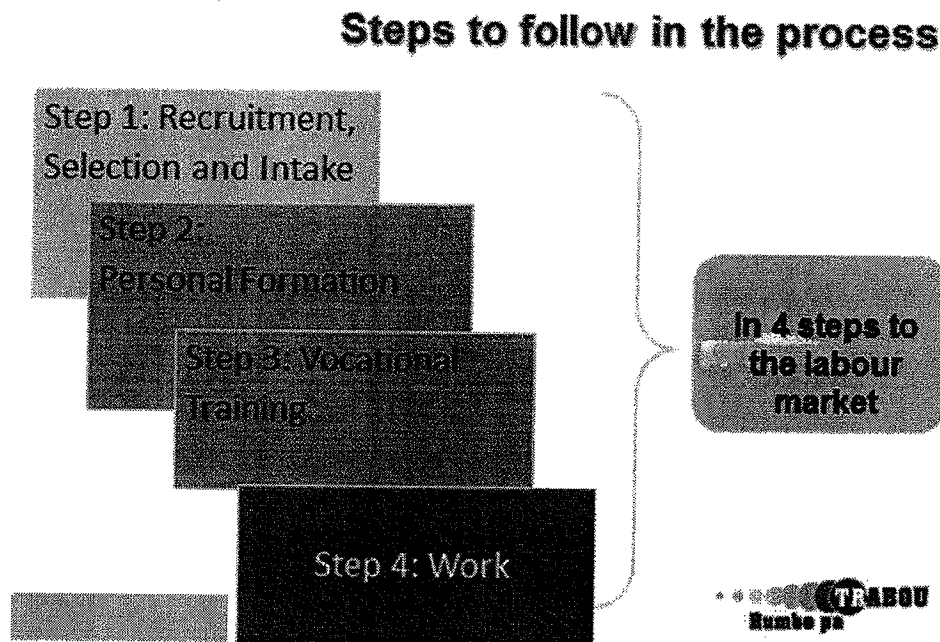 Steps to follow in the process
Step 1: Recruitment,
Selection and Intake
Step 2:
Personal Formation
Step 3: Vocational
Training
Step 4: Work
In 4 steps to
the labour
market
TRABOU
Rumbo pa